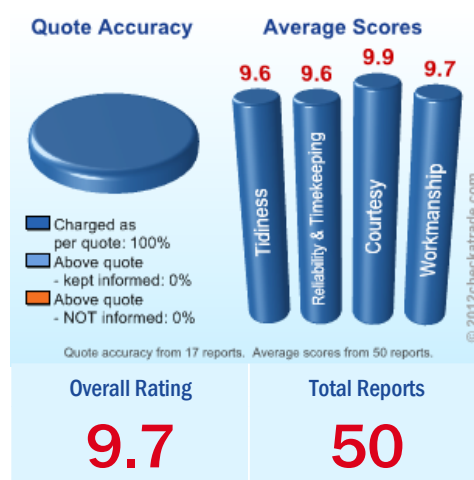 Quote Accuracy
Average Scores
9.6
9.6
9.9
9.7
Tidiness
Reliability & Timekeeping
Courtesy
Workmanship
Charged as
per quote: 100%
Above quote
- kept informed: 0%
Above quote
- NOT informed: 0%
© 2012checkatrade.com
Quote accuracy from 17 reports. Average scores from 50 reports.
Overall Rating
Total Reports
9.7
50